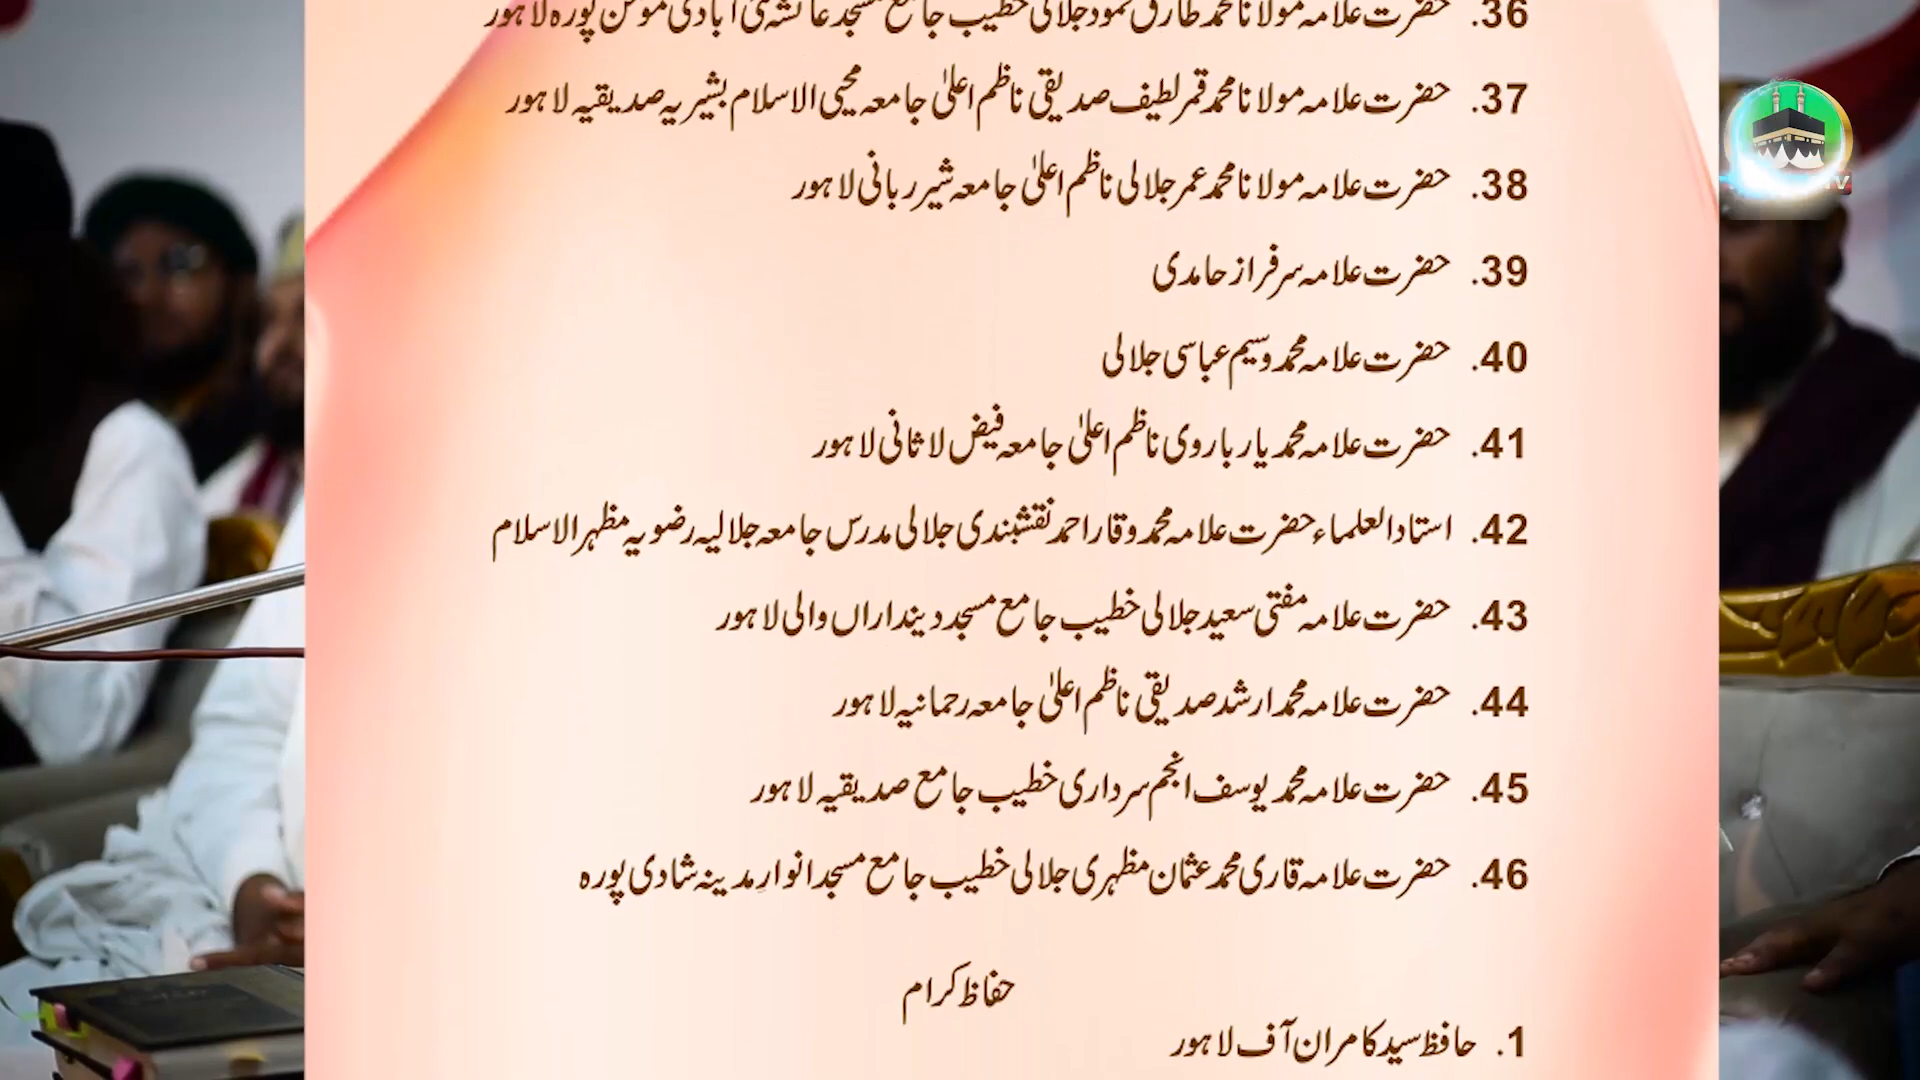 36. حضرت علامہ مولانا محمد طارق محمود جلالی خطیب جامع مسجد عائشہ آبادی مومن پورہ لاہور
37. حضرت علامہ مولانا محمد قمر لطیف صدیقی ناظم اعلیٰ جامعہ محیی الاسلام بشیریہ صدیقیہ لاہور
38. حضرت علامہ مولانا محمد عمر جلالی ناظم اعلیٰ جامعہ شیر ربانی لاہور
39. حضرت علامہ سرفراز حامدی
40. حضرت علامہ محمد وسیم عباسی جلالی
41. حضرت علامہ محمد یار باروی ناظم اعلیٰ جامعہ فیض لاثانی لاہور
42. استاد العلماء حضرت علامہ محمد وقار احمد نقشبندی جلالی مدرس جامعہ جلالیہ رضویہ مظہر الاسلام
43. حضرت علامہ مفتی سعید جلالی خطیب جامع مسجد دینداراں والی لاہور
44. حضرت علامہ محمد ارشد صدیقی ناظم اعلیٰ جامعہ رحمانیہ لاہور
45. حضرت علامہ محمد یوسف انجم سرداری خطیب جامع صدیقیہ لاہور
46. حضرت علامہ قاری محمد عثمان مظہری جلالی خطیب جامع مسجد انوارِ مدینہ شادی پورہ
حفاظ کرام
1. حافظ سید کامران آف لاہور